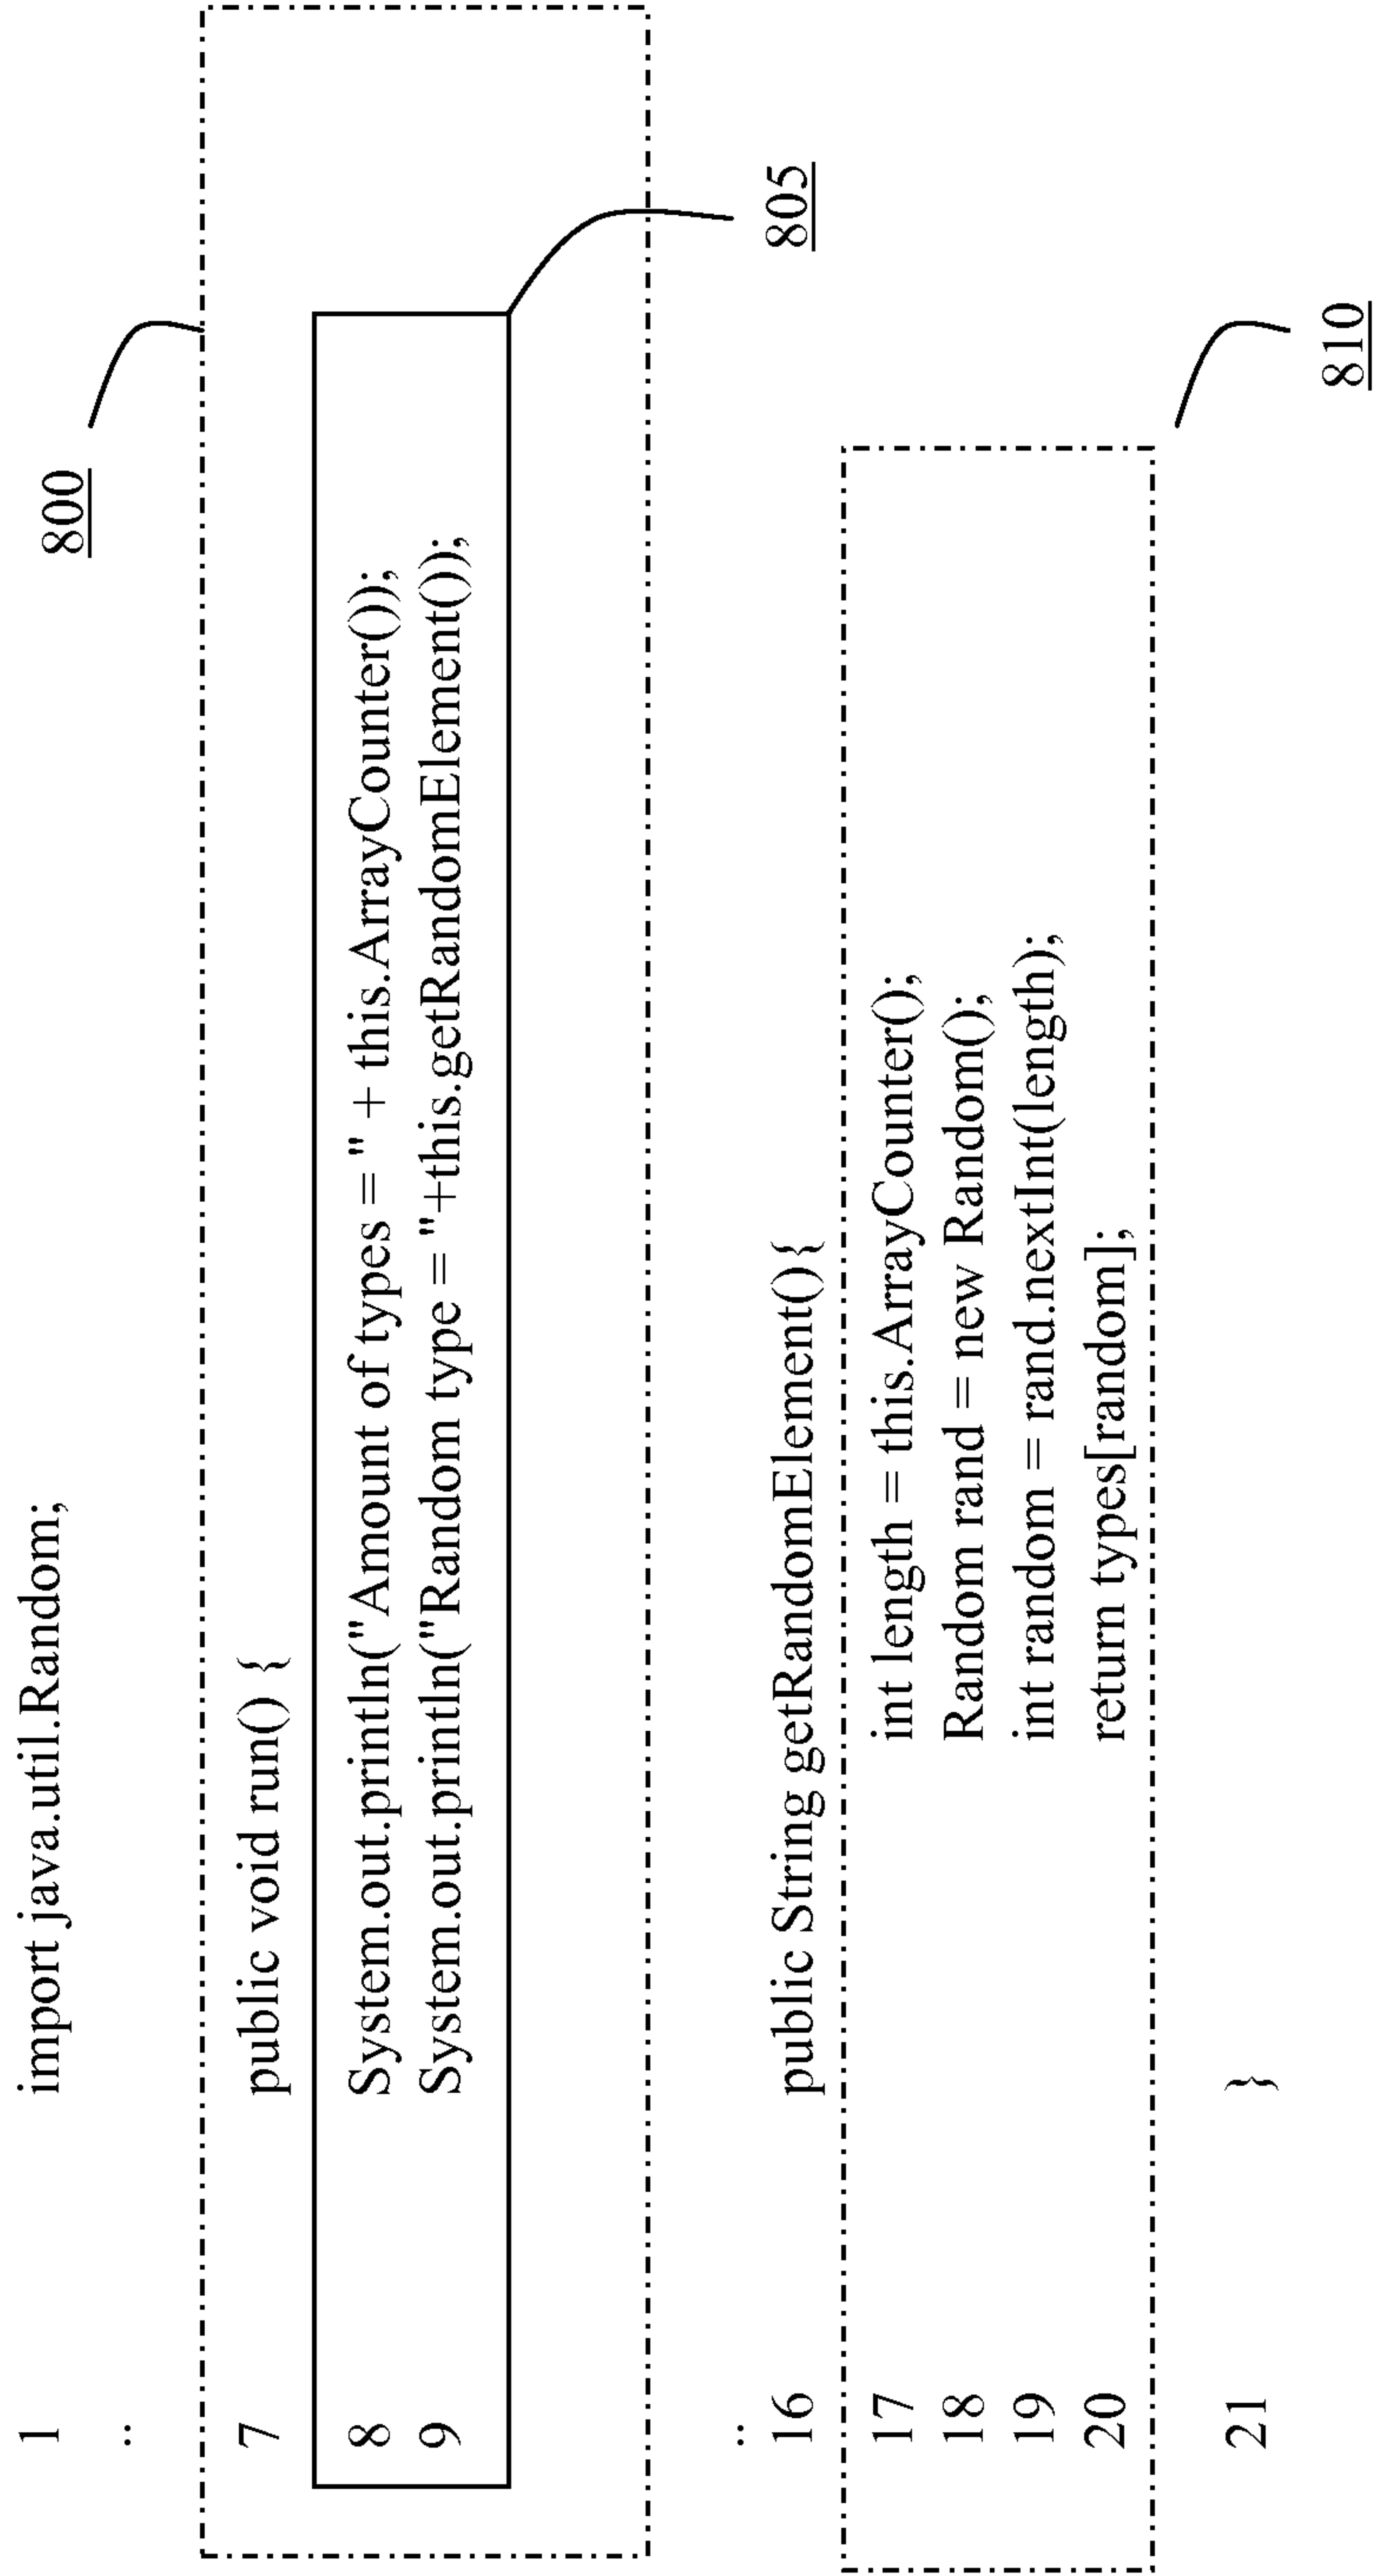 1 import java.util.Random;
..
800
7 public void run() {
8 System.out.println("Amount of types =" + this.ArrayCounter());
9 System.out.println("Random type ="+this.getRandomElement());
805
..
16 public String getRandomElement(){
17 int length = this.ArrayCounter();
18 Random rand = new Random();
19 int random = rand.nextInt(length);
20 return types[random];
21 }
810